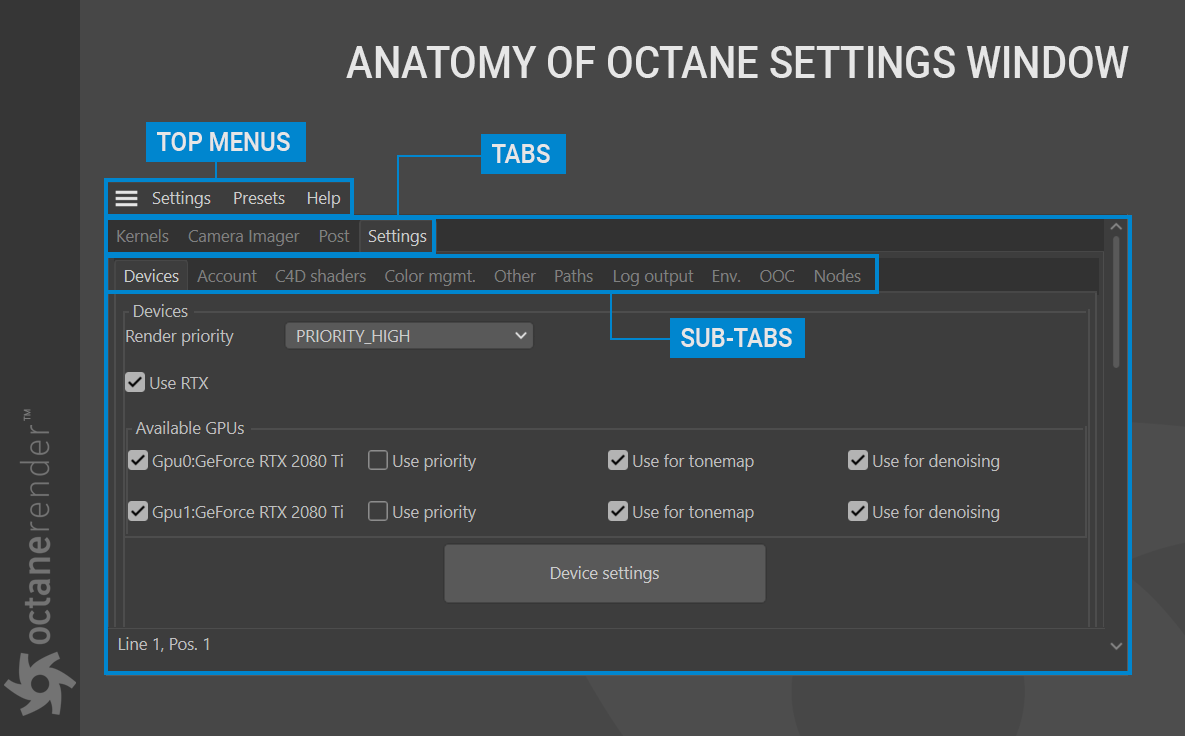 ANATOMY OF OCTANE SETTINGS WINDOW
TOP MENUS
TABS
Settings Presets Help
Kernels Camera Imager Post Settings
Devices Account C4D shaders Color mgmt. Other Paths Log output Env. OOC Nodes
Devices
Render priority PRIORITY_HIGH
SUB-TABS
Use RTX
Available GPUs
Gpu0:GeForce RTX 2080 Ti Use priority Use for tonemap Use for denoising
Gpu1:GeForce RTX 2080 Ti Use priority Use for tonemap Use for denoising
Device settings
Line 1, Pos. 1
octanerender™